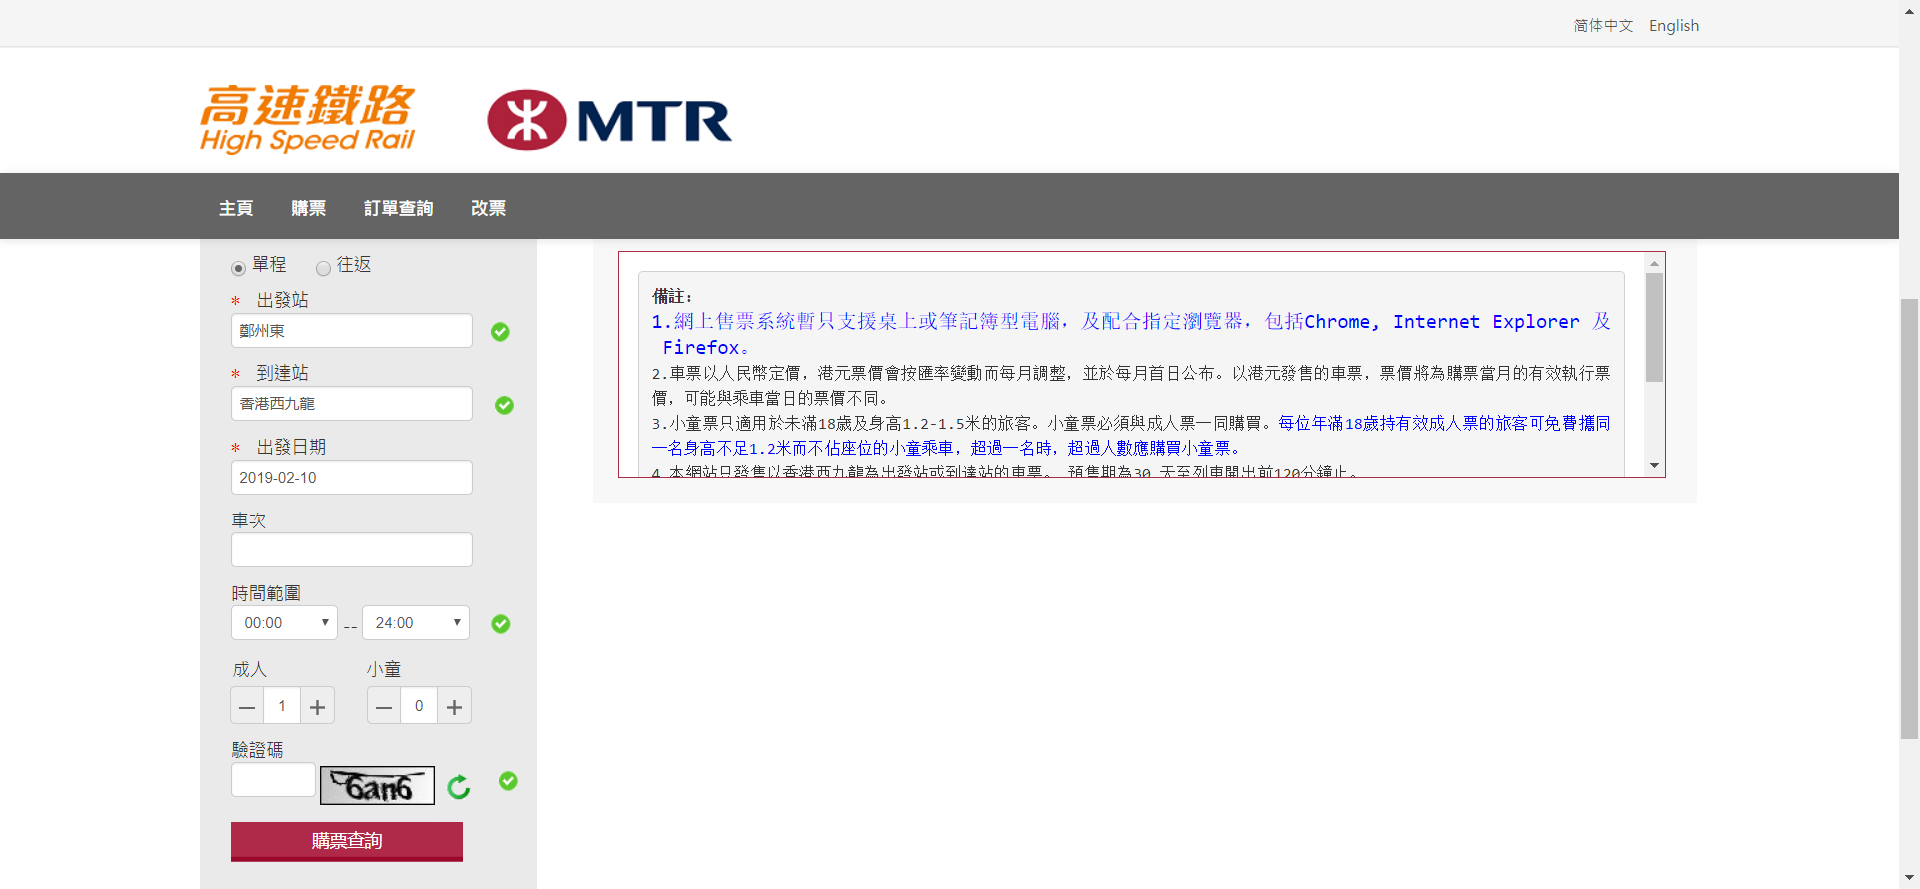 简体中文 English
高速鐵路
High Speed Rail
MTR
主頁 購票 訂單查詢 改票
單程 往返
* 出發站
鄭州東
* 到達站
香港西九龍
* 出發日期
2019-02-10
車次
時間範圍
00:00 -- 24:00
成人 小童
1 0
驗證碼
6an6
購票查詢
備註：
1.網上售票系統暫只支援桌上或筆記簿型電腦，及配合指定瀏覽器，包括Chrome, Internet Explorer 及
Firefox。
2.車票以人民幣定價，港元票價會按匯率變動而每月調整，並於每月首日公布。以港元發售的車票，票價將為購票當月的有效執行票
價，可能與乘車當日的票價不同。
3.小童票只適用於未滿18歲及身高1.2-1.5米的旅客。小童票必須與成人票一同購買。每位年滿18歲持有效成人票的旅客可免費攜同
一名身高不足1.2米而不佔座位的小童乘車，超過一名時，超過人數應購買小童票。
4.本網站只發售以香港西九龍為出發站或到達站的車票。 預售期為30 天至列車開出前120分鐘止。